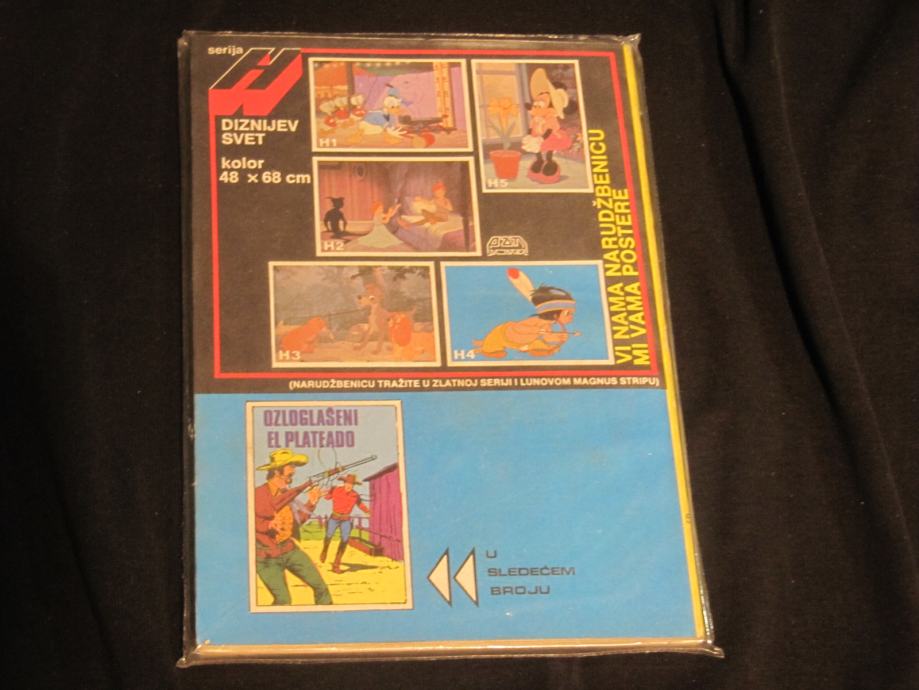 serija
H
DIZNIJEV
SVET
kolor
48 × 68 cm
H1
H5
H2
H3
H4
VI NAMA NARUDŽBENICU
MI VAMA POSTERE
(NARUDŽBENICU TRAŽITE U ZLATNOJ SERIJI I LUNOVOM MAGNUS STRIPU)
OZLOGLAŠENI
EL PLATEADO
U
SLEDEĆEM
BROJU